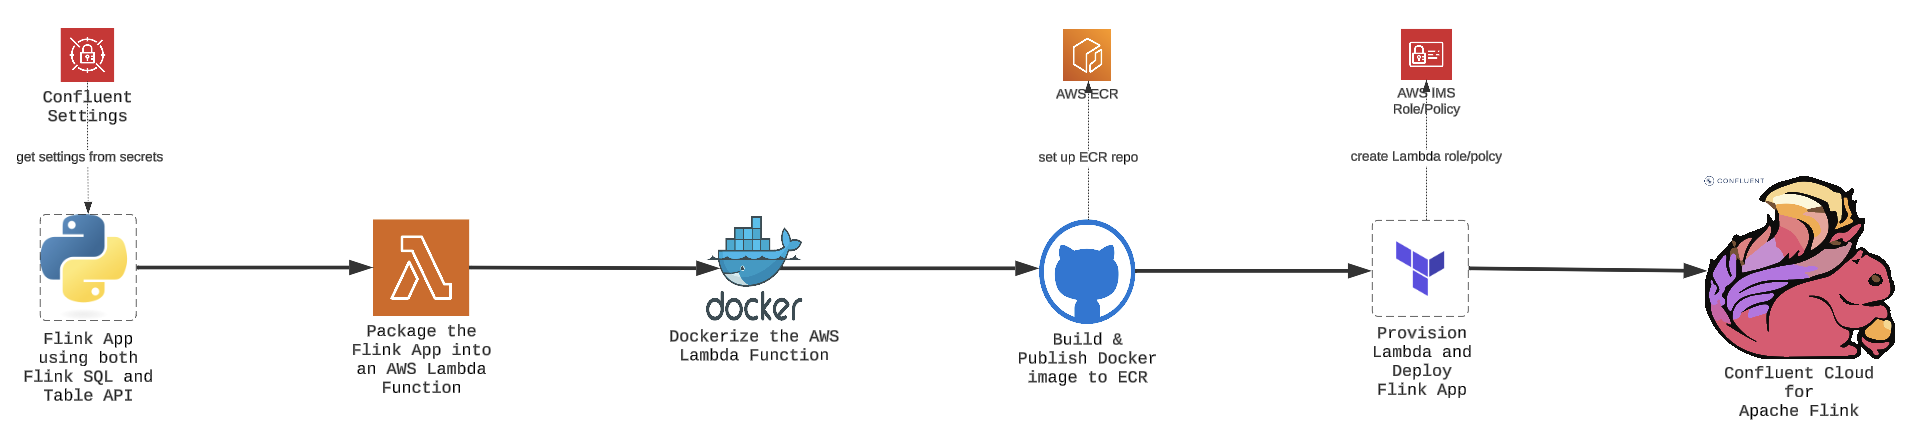 Confluent
Settings
get settings from secrets
Flink App
using both
Flink SQL and
Table API
Package the
Flink App into
an AWS Lambda
Function
docker
Dockerize the AWS
Lambda Function
AWS ECR
set up ECR repo
Build &
Publish Docker
image to ECR
AWS IMS
Role/Policy
create Lambda role/polcy
Provision
Lambda and
Deploy
Flink App
CONFLUENT
Confluent Cloud
for
Apache Flink